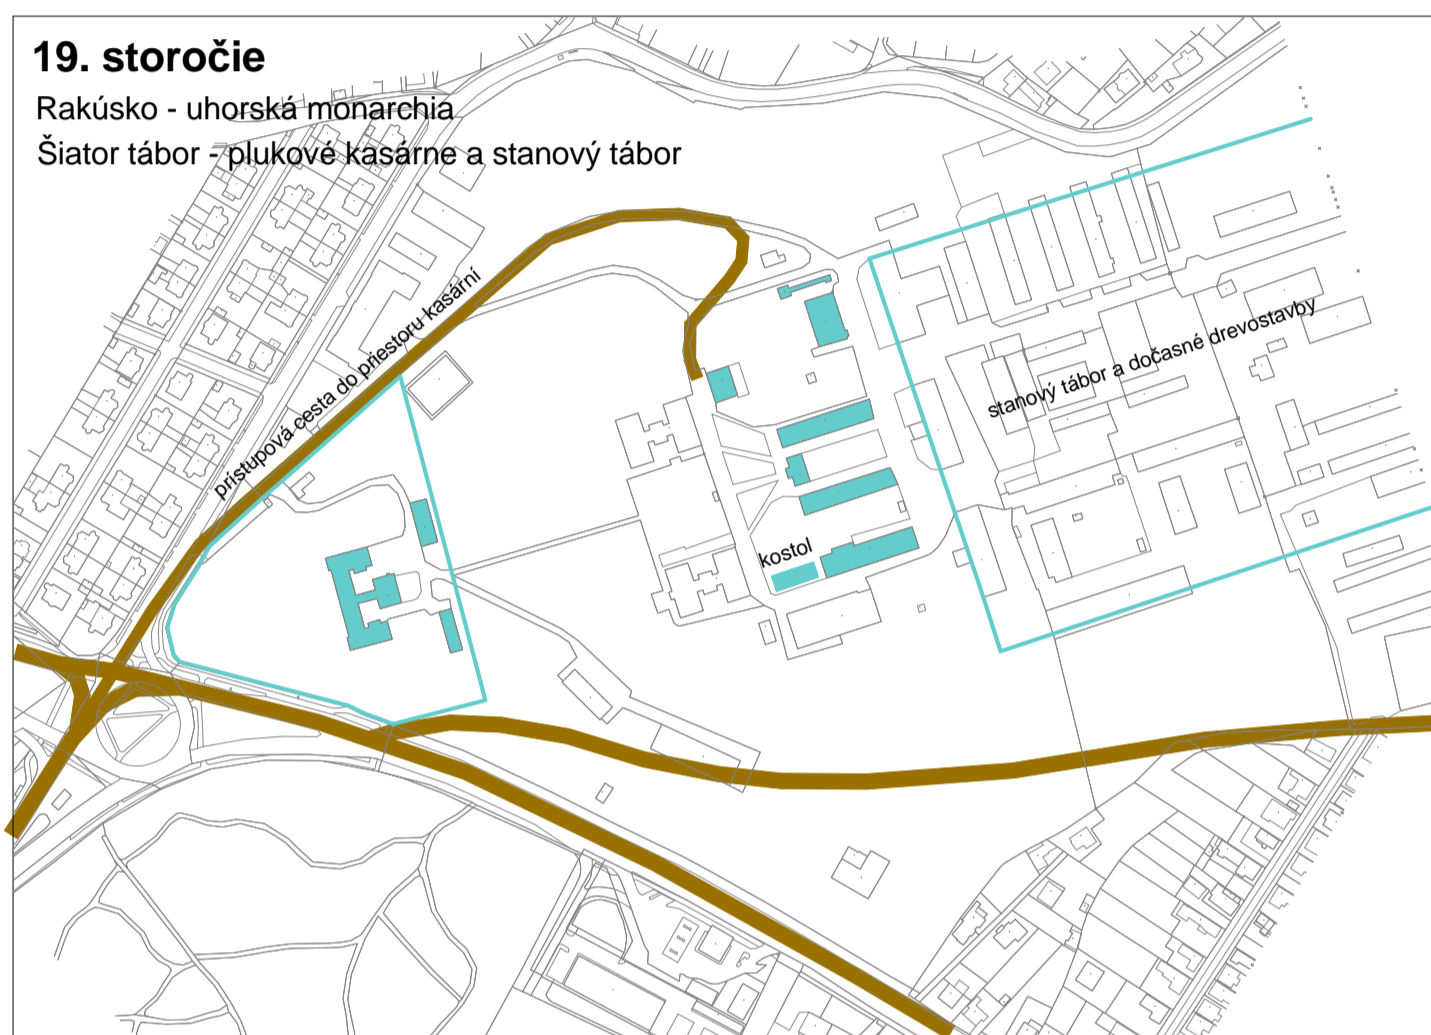 19. storočie
Rakúsko - uhorská monarchia
Šiator tábor - plukové kasárne a stanový tábor
prístupová cesta do priestoru kasární
stanový tábor a dočasné drevostavby
kostol